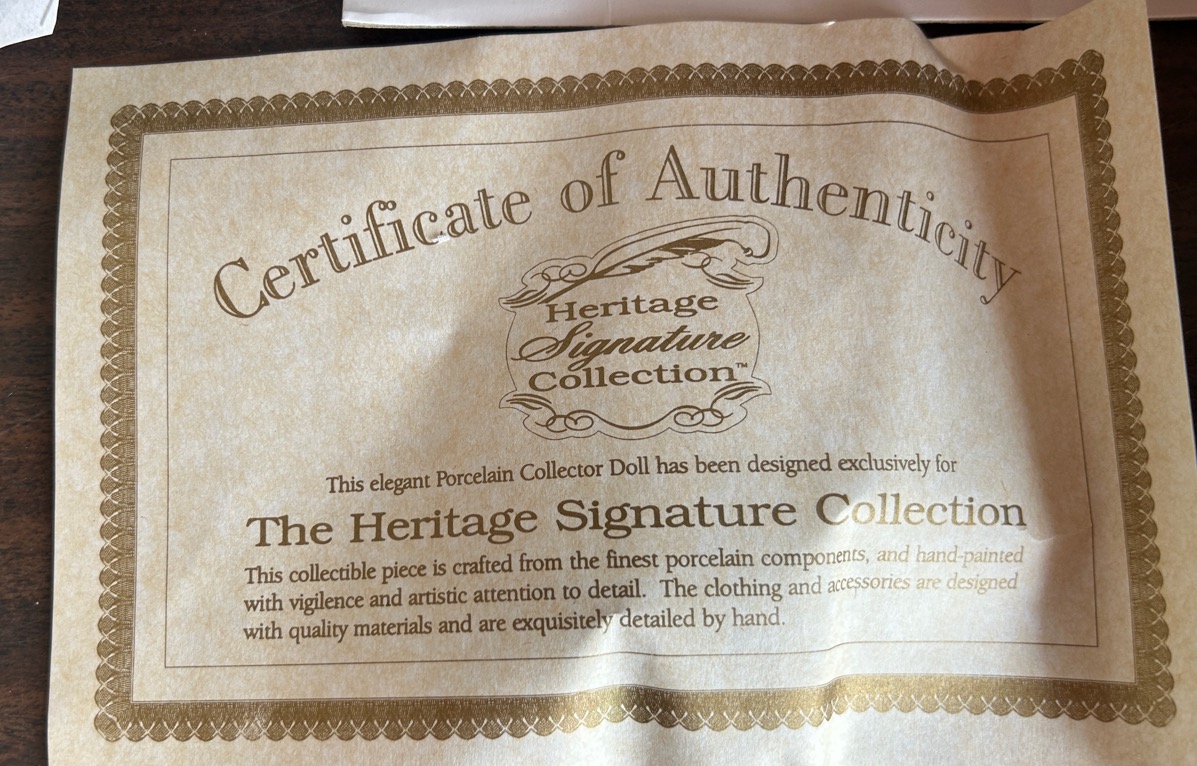 Certificate of Authenticity
Heritage
Signature
Collection™
This elegant Porcelain Collector Doll has been designed exclusively for
The Heritage Signature Collection
This collectible piece is crafted from the finest porcelain components, and hand-painted
with vigilence and artistic attention to detail. The clothing and accessories are designed
with quality materials and are exquisitely detailed by hand.